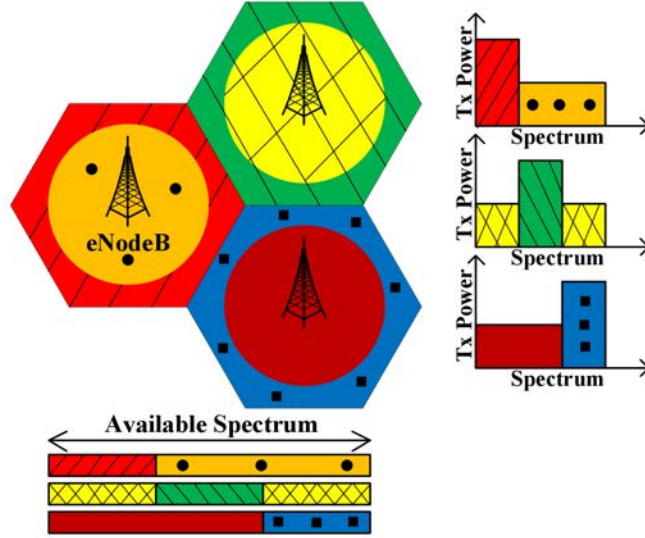 eNodeB
Tx Power
Spectrum
Tx Power
Spectrum
Tx Power
Spectrum
Available Spectrum